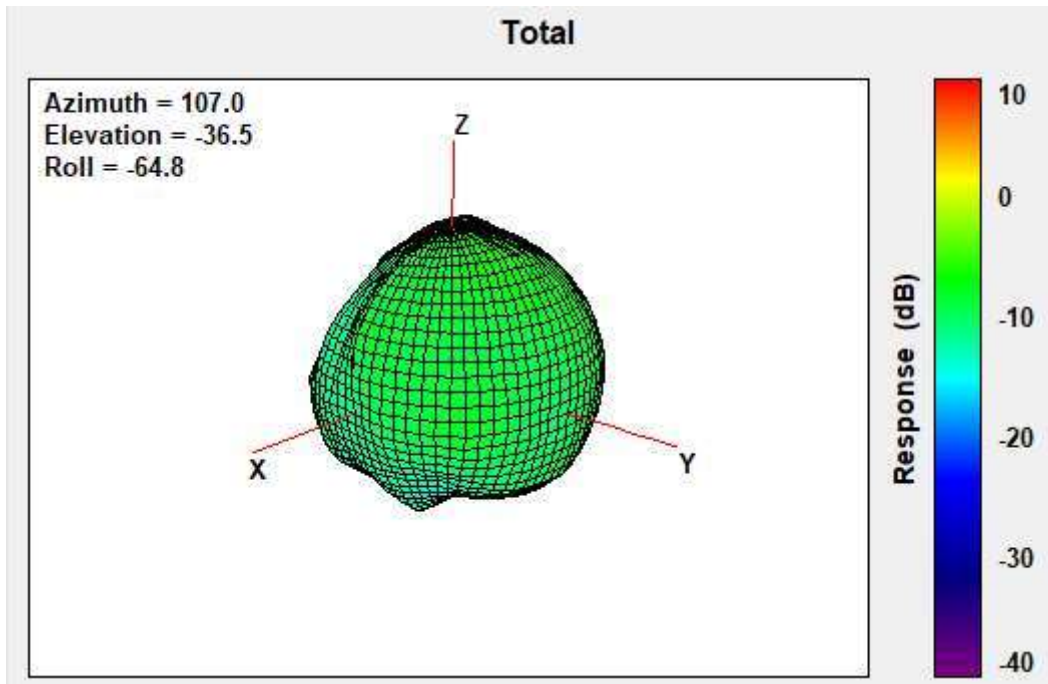 Total
Azimuth = 107.0
Elevation = -36.5
Roll = -64.8
Z
X
Y
10
0
-10
-20
-30
-40
Response (dB)